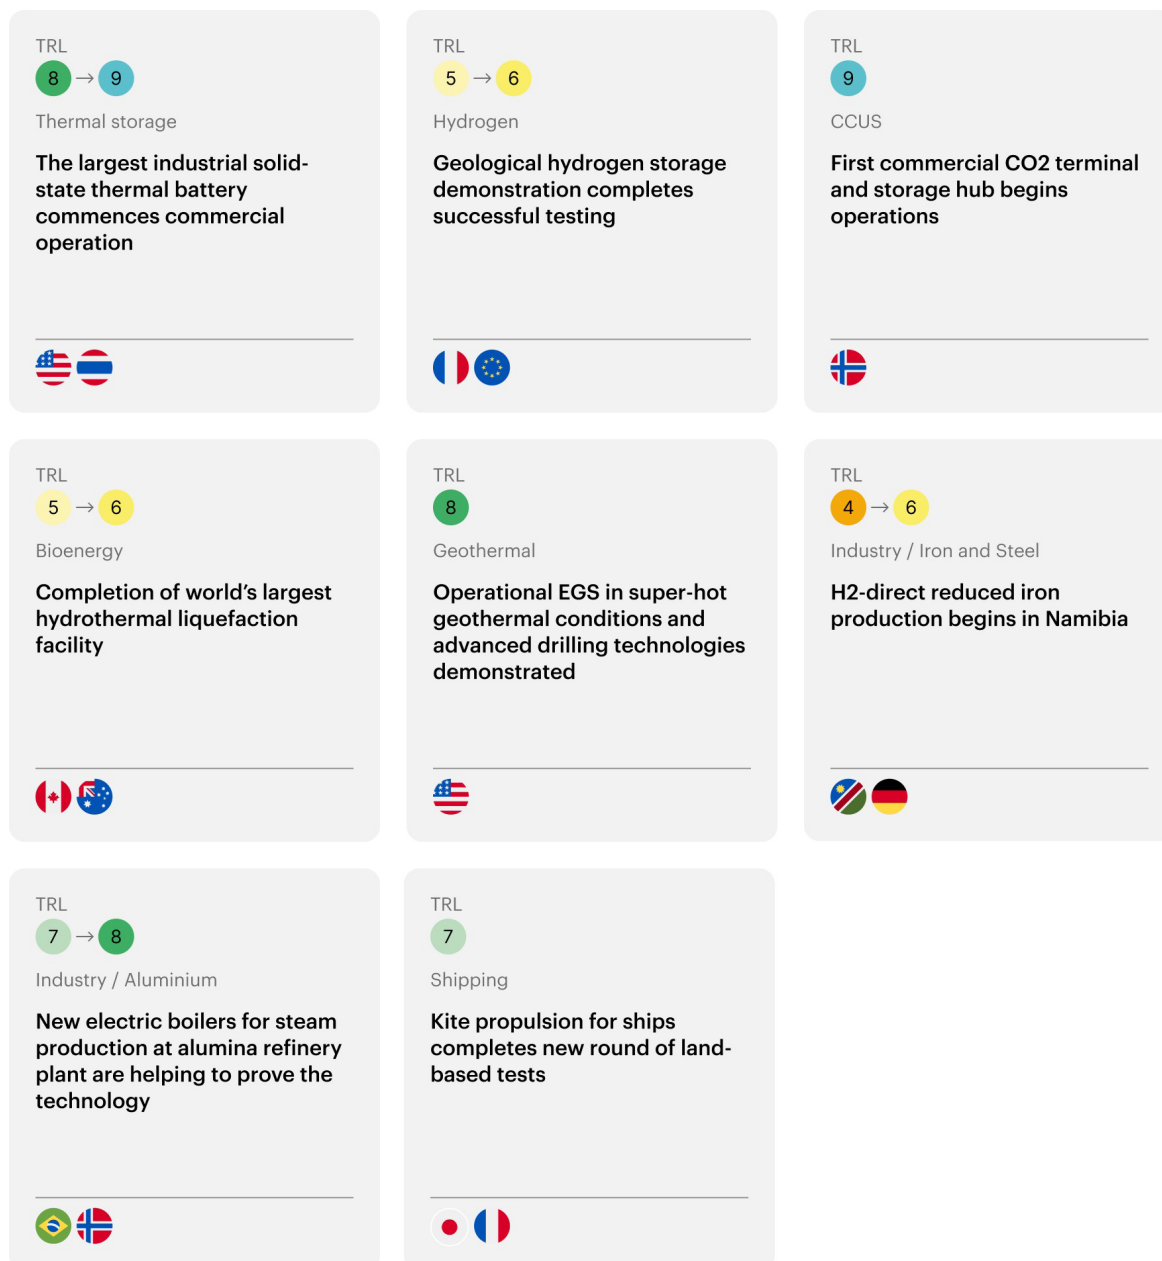 TRL
8 → 9
Thermal storage
The largest industrial solid-
state thermal battery
commences commercial
operation
TRL
5 → 6
Hydrogen
Geological hydrogen storage
demonstration completes
successful testing
TRL
9
CCUS
First commercial CO2 terminal
and storage hub begins
operations
TRL
5 → 6
Bioenergy
Completion of world’s largest
hydrothermal liquefaction
facility
TRL
8
Geothermal
Operational EGS in super-hot
geothermal conditions and
advanced drilling technologies
demonstrated
TRL
4 → 6
Industry / Iron and Steel
H2-direct reduced iron
production begins in Namibia
TRL
7 → 8
Industry / Aluminium
New electric boilers for steam
production at alumina refinery
plant are helping to prove the
technology
TRL
7
Shipping
Kite propulsion for ships
completes new round of land-
based tests